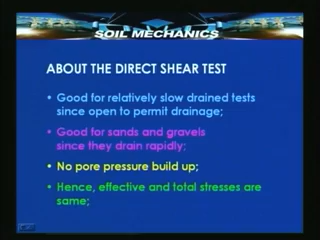 SOIL MECHANICS
ABOUT THE DIRECT SHEAR TEST
• Good for relatively slow drained tests
since open to permit drainage;
• Good for sands and gravels
since they drain rapidly;
• No pore pressure build up;
• Hence, effective and total stresses are
same;